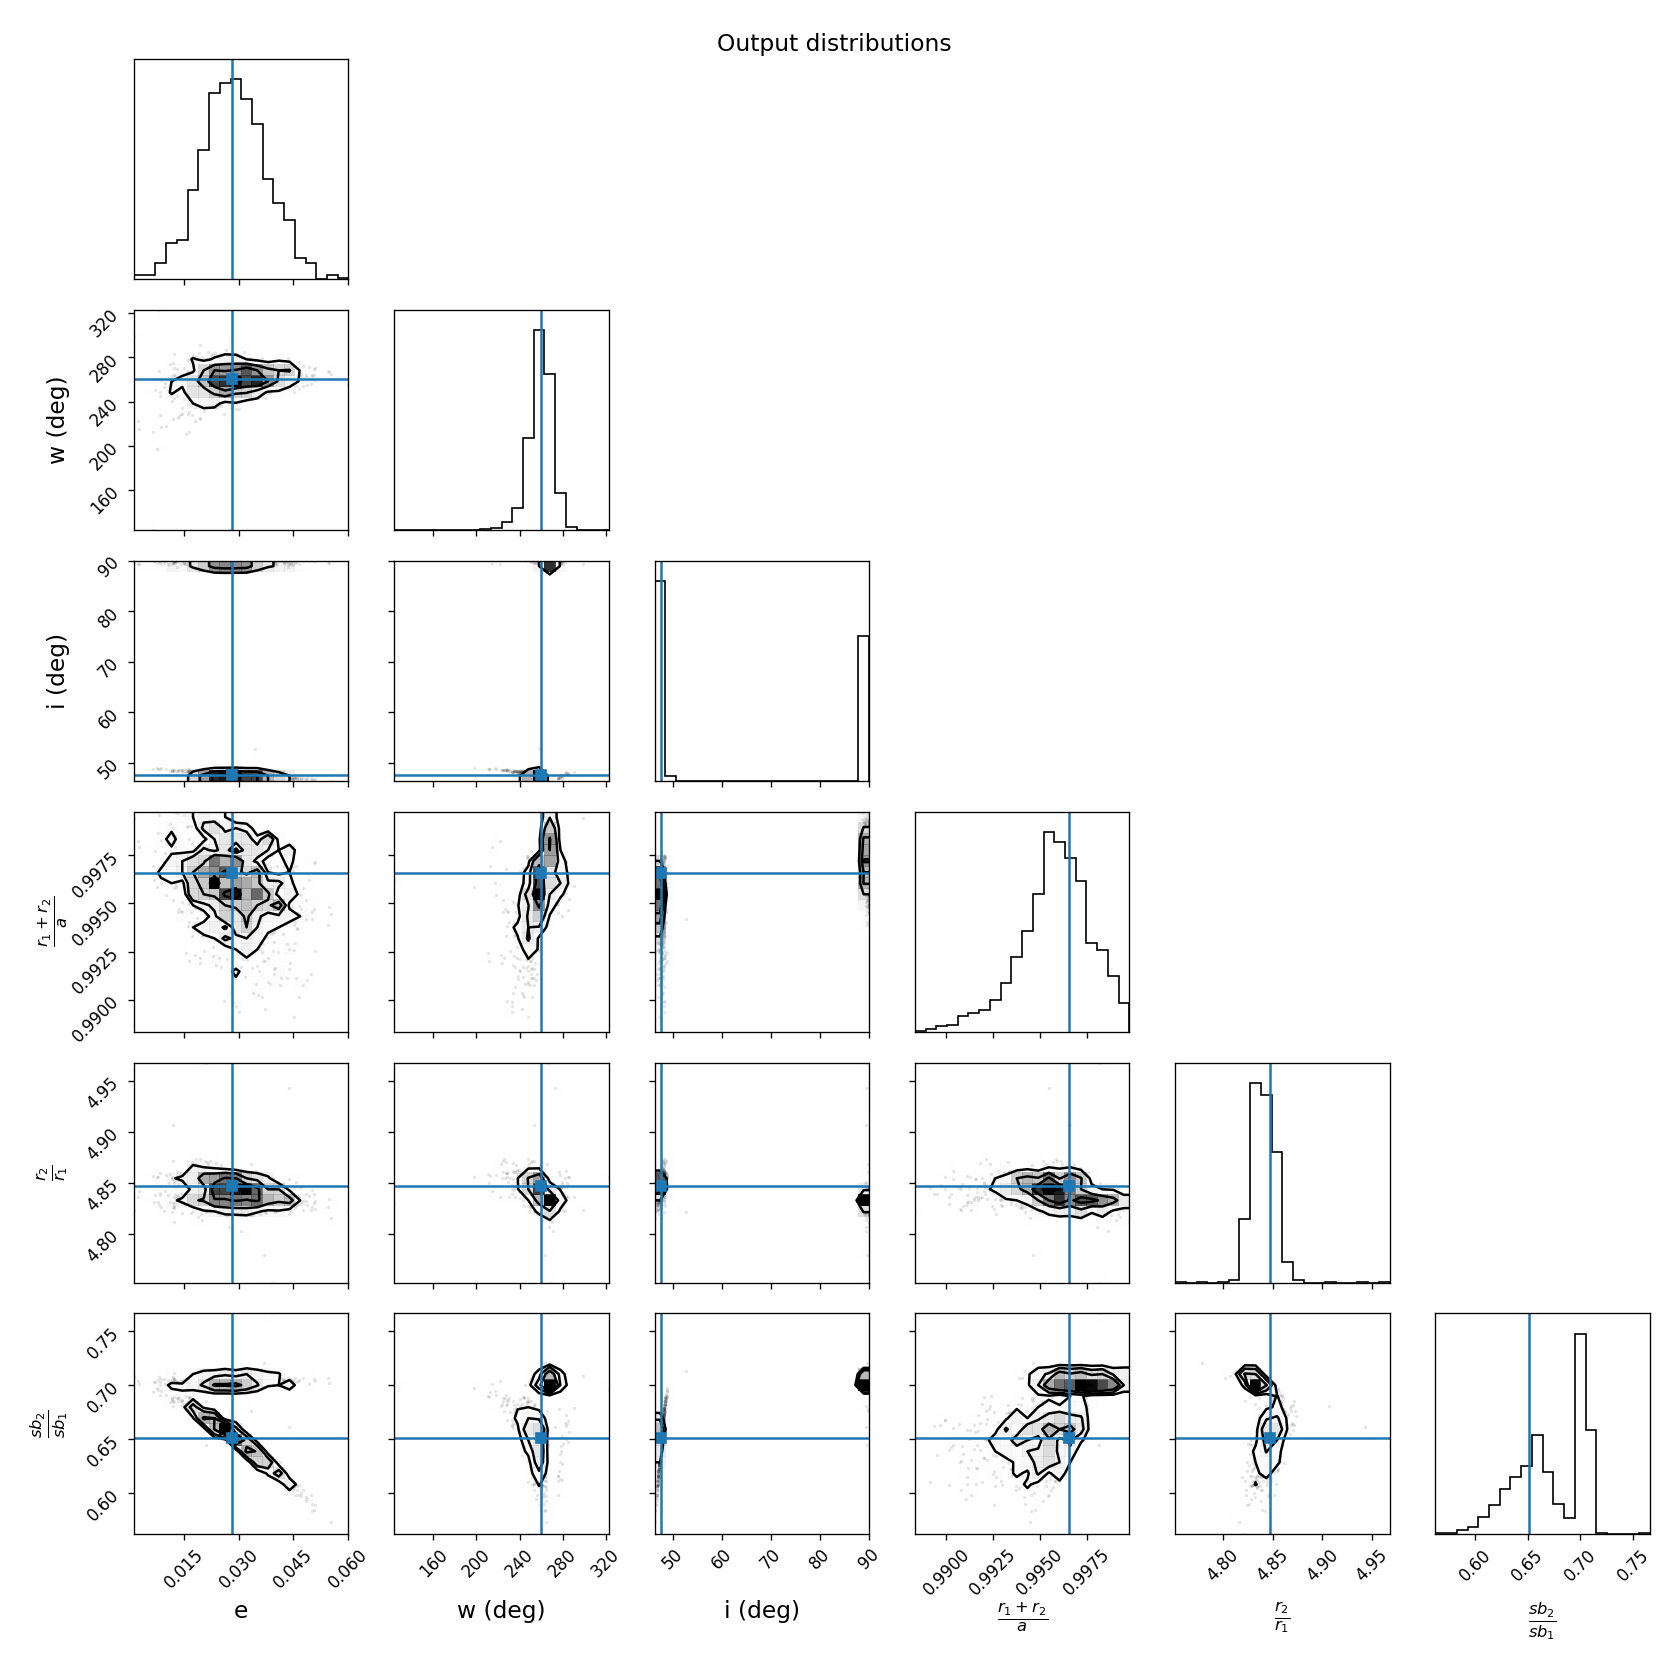 Output distributions
320
280
240
200
160
w (deg)
90
80
70
60
50
i (deg)
0.9975
0.9950
0.9925
0.9900
r1 + r2
a
4.95
4.90
4.85
4.80
r2
r1
0.75
0.70
0.65
0.60
sb2
sb1
0.015 0.030 0.045 0.060
160 200 240 280 320
50 60 70 80 90
0.9900 0.9925 0.9950 0.9975
4.80 4.85 4.90 4.95
0.60 0.65 0.70 0.75
e
w (deg)
i (deg)
r1 + r2
a
r2
r1
sb2
sb1